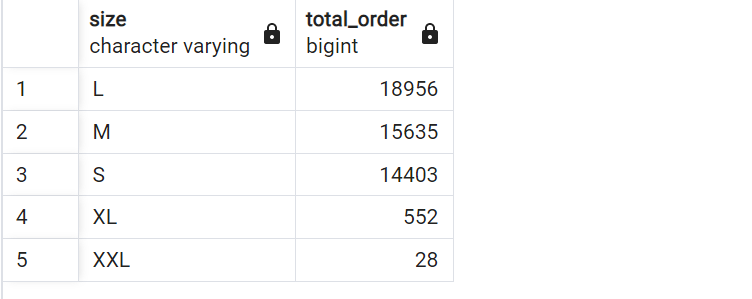 size total_order
character varying bigint
1 L 18956
2 M 15635
3 S 14403
4 XL 552
5 XXL 28